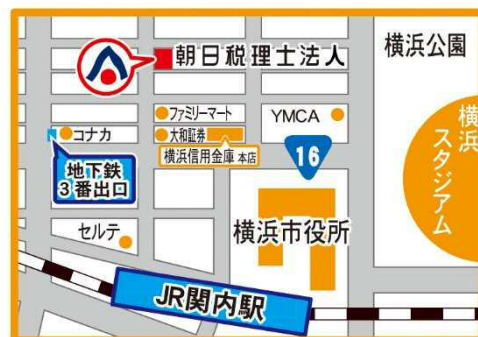 朝日税理士法人
横浜公園
ファミリーマート
YMCA
コナカ
大和証券
横浜信用金庫 本店
16
地下鉄
3番出口
横浜
スタジアム
セルテ
横浜市役所
JR関内駅